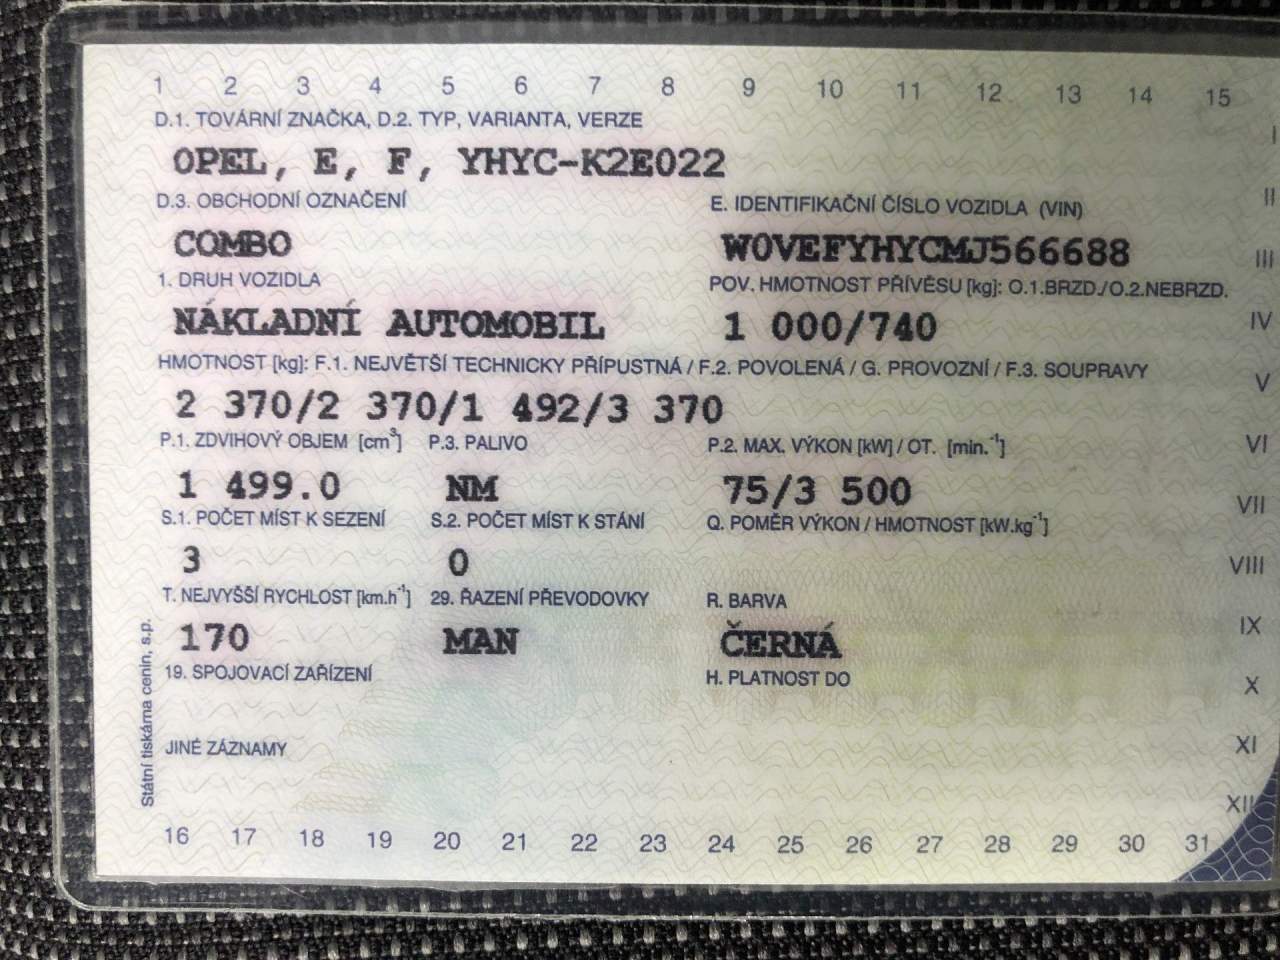 1 2 3 4 5 6 7 8 9 10 11 12 13 14 15
D.1. TOVÁRNÍ ZNAČKA, D.2. TYP, VARIANTA, VERZE
I
OPEL, E, F, YHYC-K2E022
D.3. OBCHODNÍ OZNAČENÍ E. IDENTIFIKAČNÍ ČÍSLO VOZIDLA (VIN)
II
COMBO W0VEFYHYCMJ566688
III
1. DRUH VOZIDLA POV. HMOTNOST PŘÍVĚSU [kg]: O.1.BRZD./O.2.NEBRZD.
NÁKLADNÍ AUTOMOBIL 1 000/740
IV
HMOTNOST [kg]: F.1. NEJVĚTŠÍ TECHNICKY PŘÍPUSTNÁ / F.2. POVOLENÁ / G. PROVOZNÍ / F.3. SOUPRAVY
V
2 370/2 370/1 492/3 370
P.1. ZDVIHOVÝ OBJEM [cm³] P.3. PALIVO P.2. MAX. VÝKON [kW] / OT. [min.⁻¹]
VI
1 499.0 NM 75/3 500
VII
S.1. POČET MÍST K SEZENÍ S.2. POČET MÍST K STÁNÍ Q. POMĚR VÝKON / HMOTNOST [kW.kg⁻¹]
3 0
VIII
T. NEJVYŠŠÍ RYCHLOST [km.h⁻¹] 29. ŘAZENÍ PŘEVODOVKY R. BARVA
IX
170 MAN ČERNÁ
19. SPOJOVACÍ ZAŘÍZENÍ H. PLATNOST DO
X
JINÉ ZÁZNAMY
XI
XII
Státní tiskárna cenin, s.p.
16 17 18 19 20 21 22 23 24 25 26 27 28 29 30 31